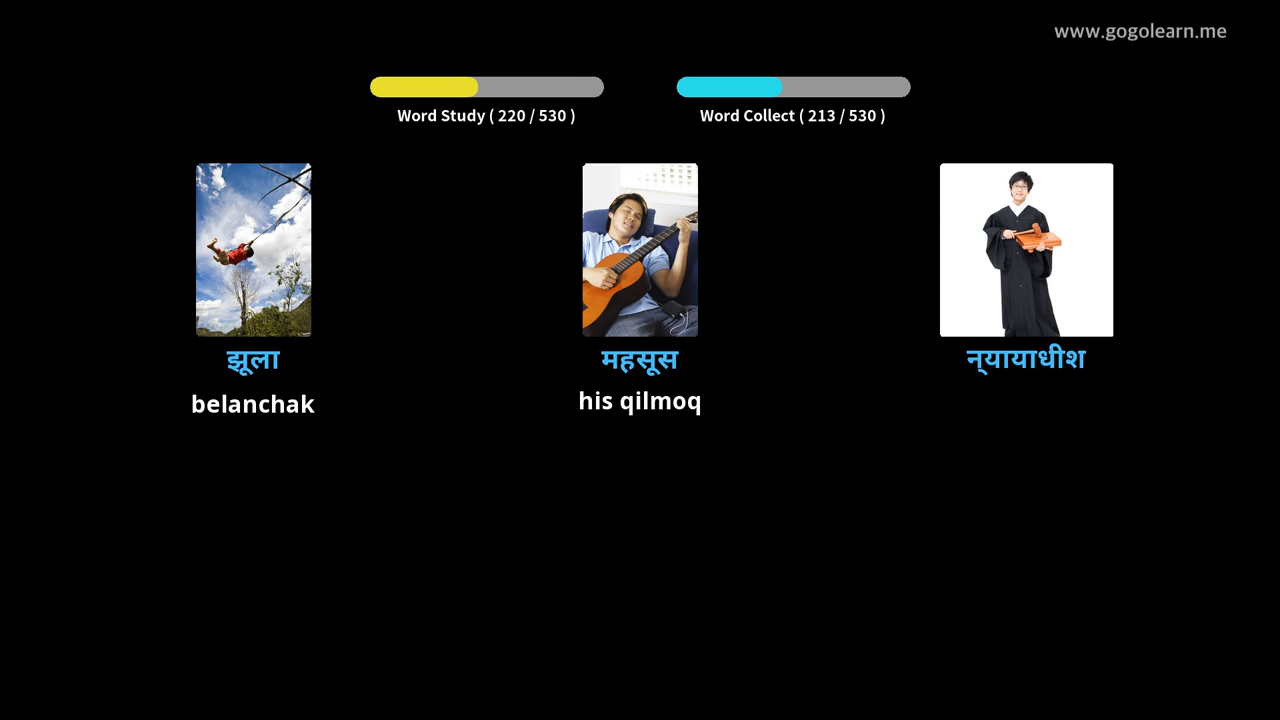 www.gogolearn.me
Word Study ( 220 / 530 )
Word Collect ( 213 / 530 )
झूला
महसूस
न्यायाधीश
belanchak
his qilmoq